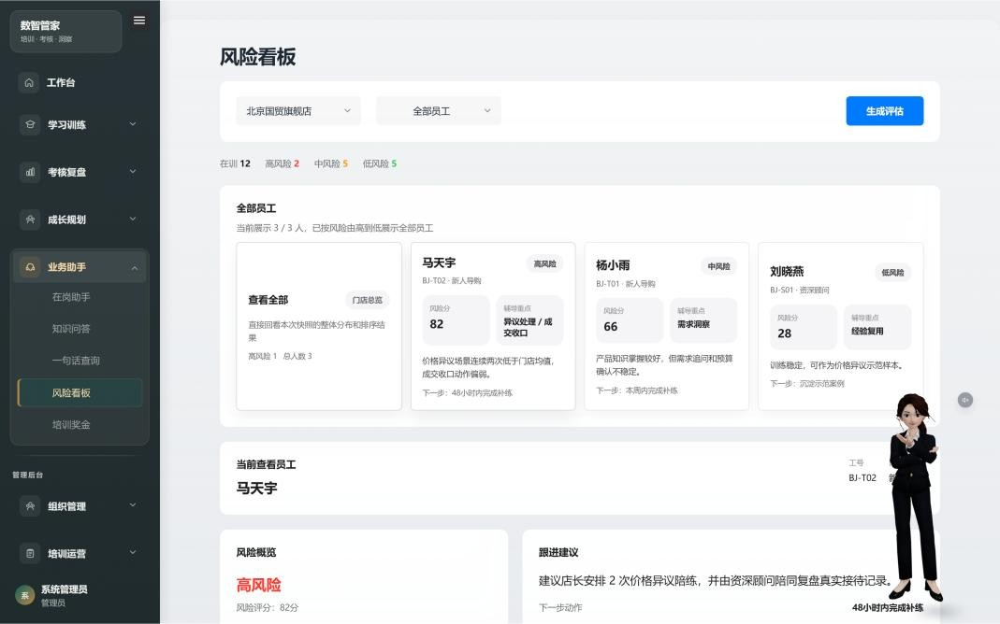 数智管家
培训 · 考核 · 洞察
工作台
学习训练
考核复盘
成长规划
业务助手
在岗助手
知识问答
一句话查询
风险看板
培训奖金
管理后台
组织管理
培训运营
系 系统管理员
管理员
风险看板
北京国贸旗舰店 全部员工 生成评估
在训 12 高风险 2 中风险 5 低风险 5
全部员工
当前展示 3 / 3 人，已按风险由高到低展示全部员工
查看全部 门店总览
直接回看本次快照的整体分布和排序结
果
高风险 1 总人数 3
马天宇 高风险
BJ-T02 · 新人导购
风险分
82
辅导重点
异议处理 / 成
交收口
价格异议场景连续两次低于门店均值，
成交收口动作偏弱。
下一步：48小时内完成补练
杨小雨 中风险
BJ-T01 · 新人导购
风险分
66
辅导重点
需求洞察
产品知识掌握较好，但需求追问和预算
确认不稳定。
下一步：本周内完成补练
刘晓燕 低风险
BJ-S01 · 资深顾问
风险分
28
辅导重点
经验复用
训练稳定，可作为价格异议示范样本。
下一步：沉淀示范案例
当前查看员工
马天宇
工号
BJ-T02
风险概览
高风险
风险评分：82分
跟进建议
建议店长安排 2 次价格异议陪练，并由资深顾问陪同复盘真实接待记录。
下一步动作 48小时内完成补练